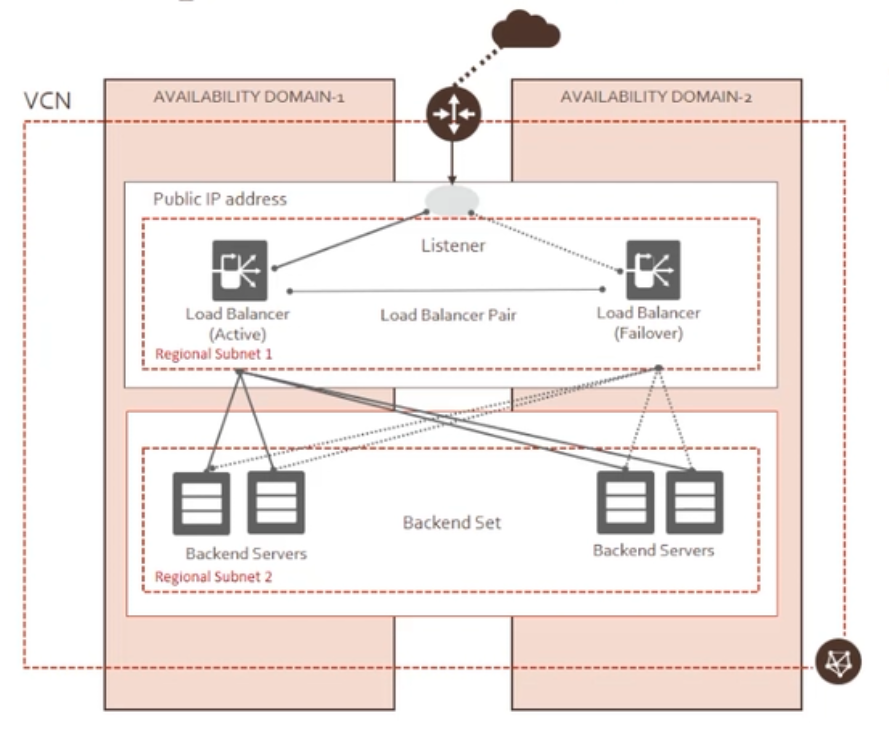 VCN
AVAILABILITY DOMAIN-1
AVAILABILITY DOMAIN-2
Public IP address
Listener
Load Balancer
(Active)
Load Balancer Pair
Load Balancer
(Failover)
Regional Subnet 1
Backend Set
Backend Servers
Backend Servers
Regional Subnet 2